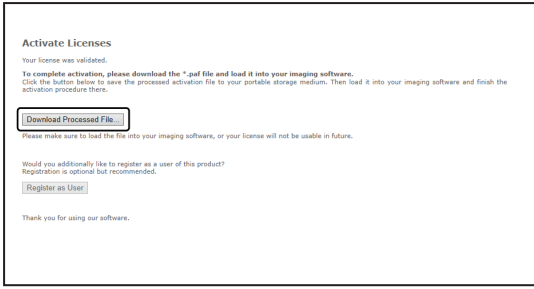 Activate Licenses
Your license was validated.
To complete activation, please download the *.paf file and load it into your imaging software.
Click the button below to save the processed activation file to your portable storage medium. Then load it into your imaging software and finish the
activation procedure there.
Download Processed File...
Please make sure to load the file into your imaging software, or your license will not be usable in future.
Would you additionally like to register as a user of this product?
Registration is optional but recommended.
Register as User
Thank you for using our software.